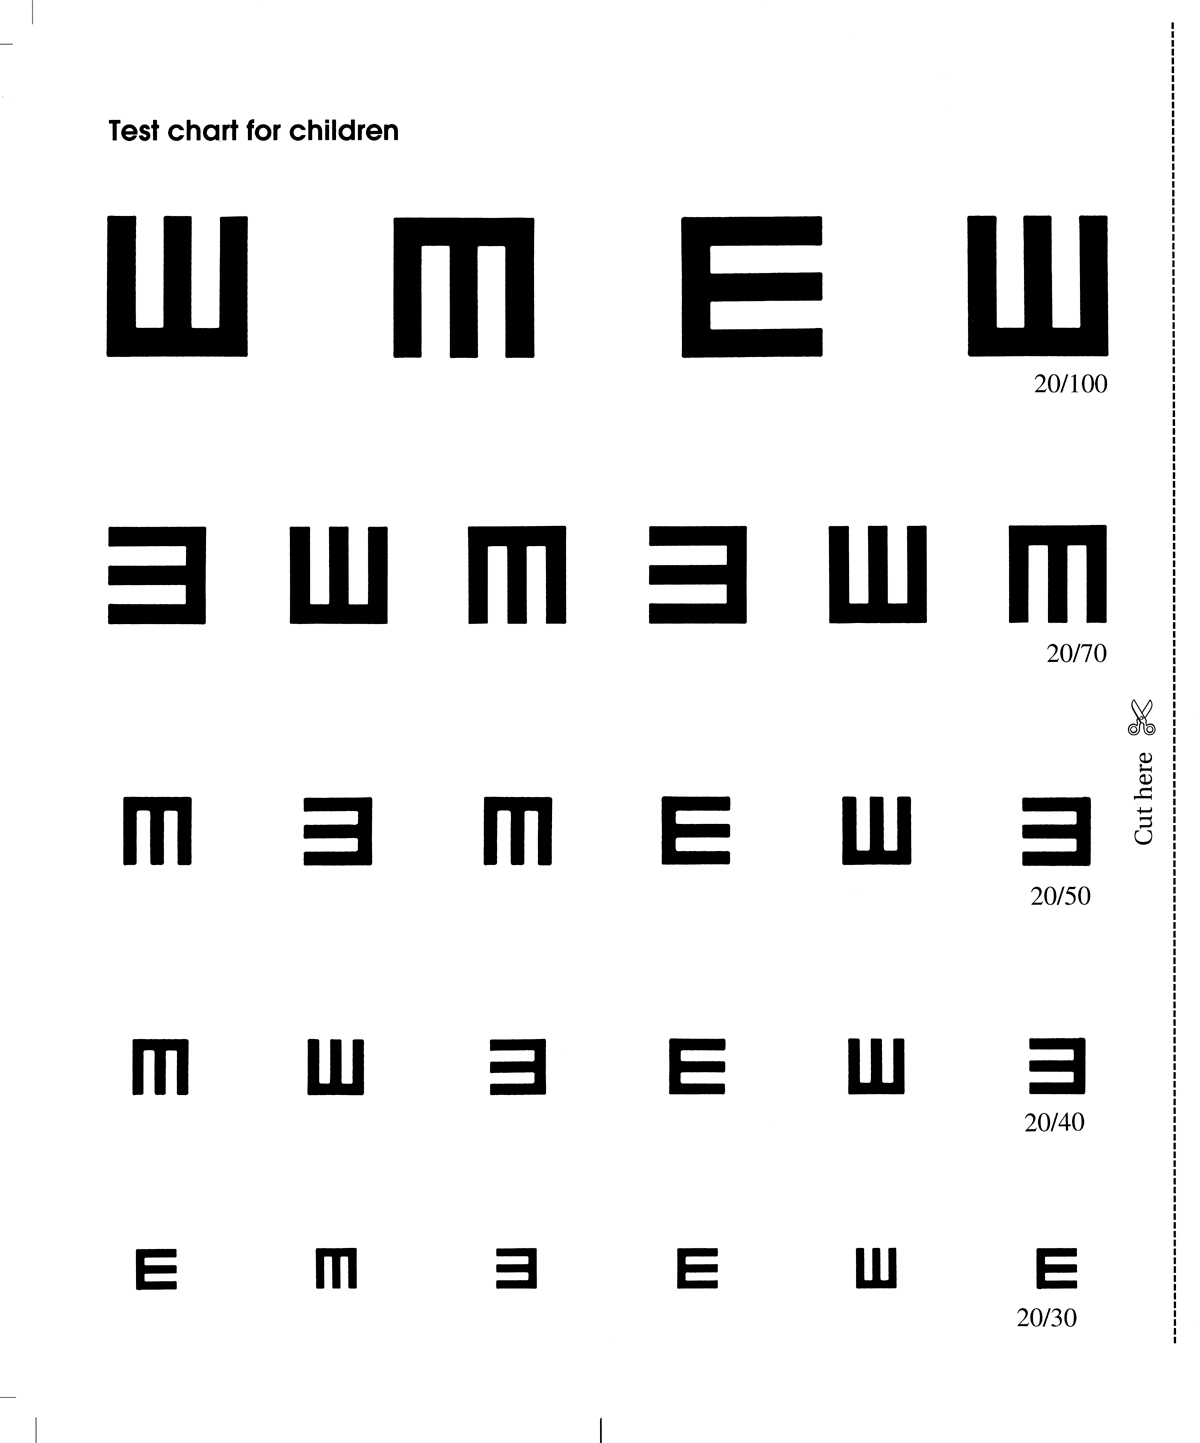 Test chart for children
Ш m E Ш
20/100
Ǝ Ш m Ǝ Ш m
20/70
Cut here
m Ǝ m E Ш Ǝ
20/50
m Ш Ǝ E Ш Ǝ
20/40
E m Ǝ E Ш E
20/30